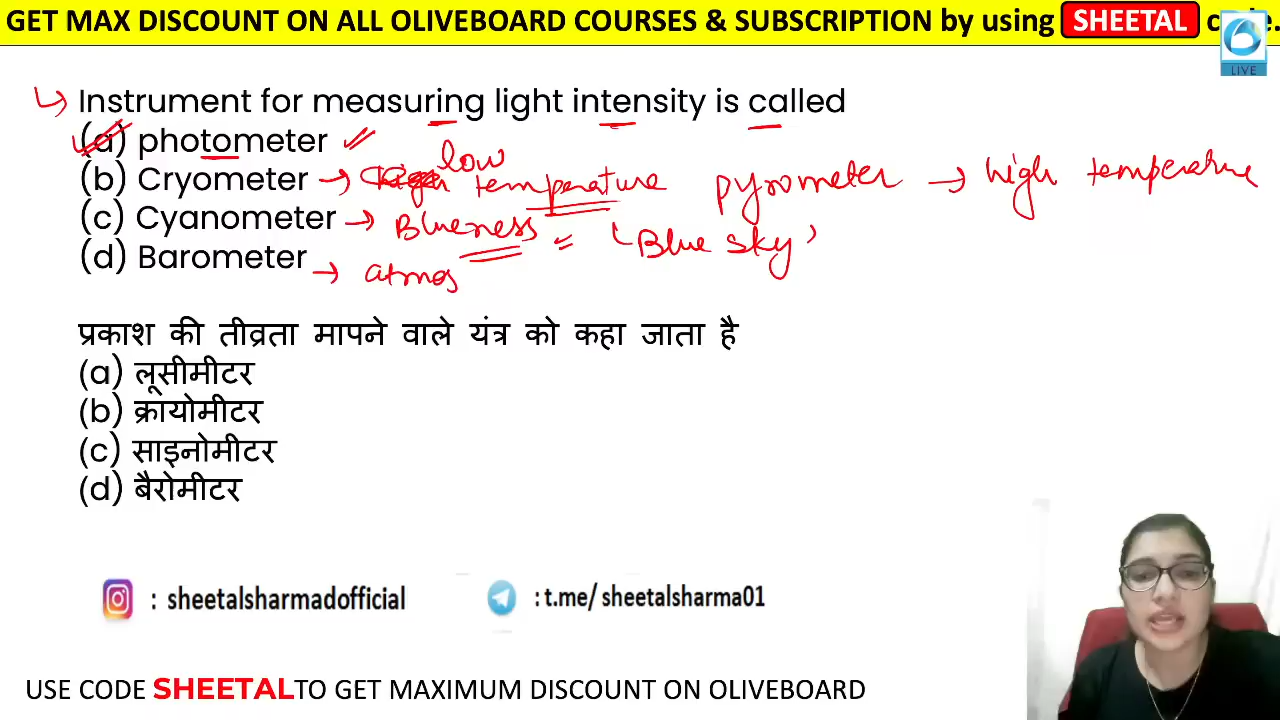 GET MAX DISCOUNT ON ALL OLIVEBOARD COURSES & SUBSCRIPTION by using SHEETAL code.
LIVE
Instrument for measuring light intensity is called
(a) photometer
low
(b) Cryometer → temperature pyrometer → high temperature
(c) Cyanometer → Blueness = 'Blue sky'
(d) Barometer → atmos
प्रकाश की तीव्रता मापने वाले यंत्र को कहा जाता है
(a) लूसीमीटर
(b) क्रायोमीटर
(c) साइनोमीटर
(d) बैरोमीटर
: sheetalsharmadofficial : t.me/ sheetalsharma01
USE CODE SHEETAL TO GET MAXIMUM DISCOUNT ON OLIVEBOARD